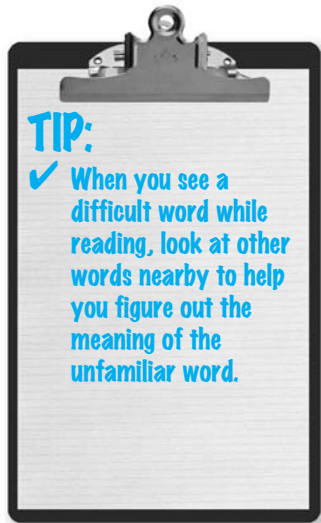 TIP:
✔ When you see a
difficult word while
reading, look at other
words nearby to help
you figure out the
meaning of the
unfamiliar word.